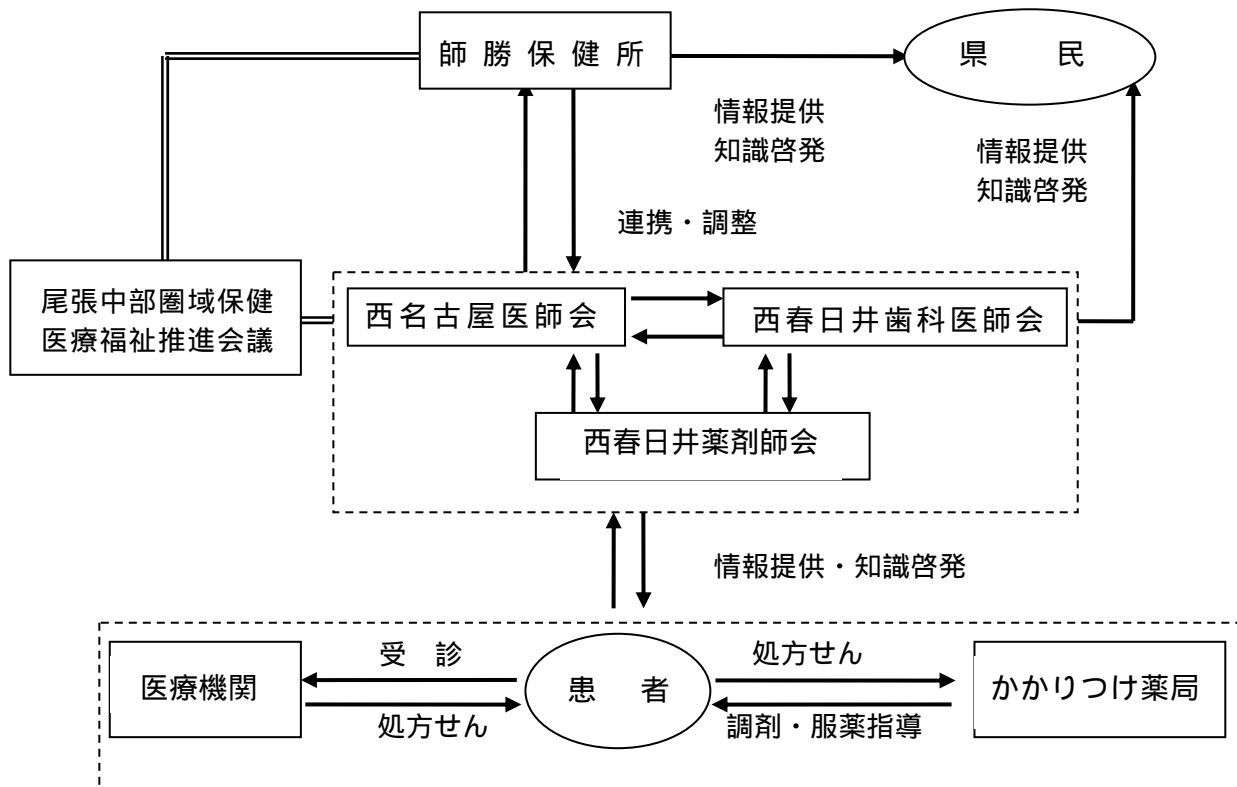 師勝保健所
県　民
情報提供
知識啓発
情報提供
知識啓発
連携・調整
尾張中部圏域保健
医療福祉推進会議
西名古屋医師会
西春日井歯科医師会
西春日井薬剤師会
情報提供・知識啓発
受　診
処方せん
医療機関
患　者
かかりつけ薬局
処方せん
調剤・服薬指導